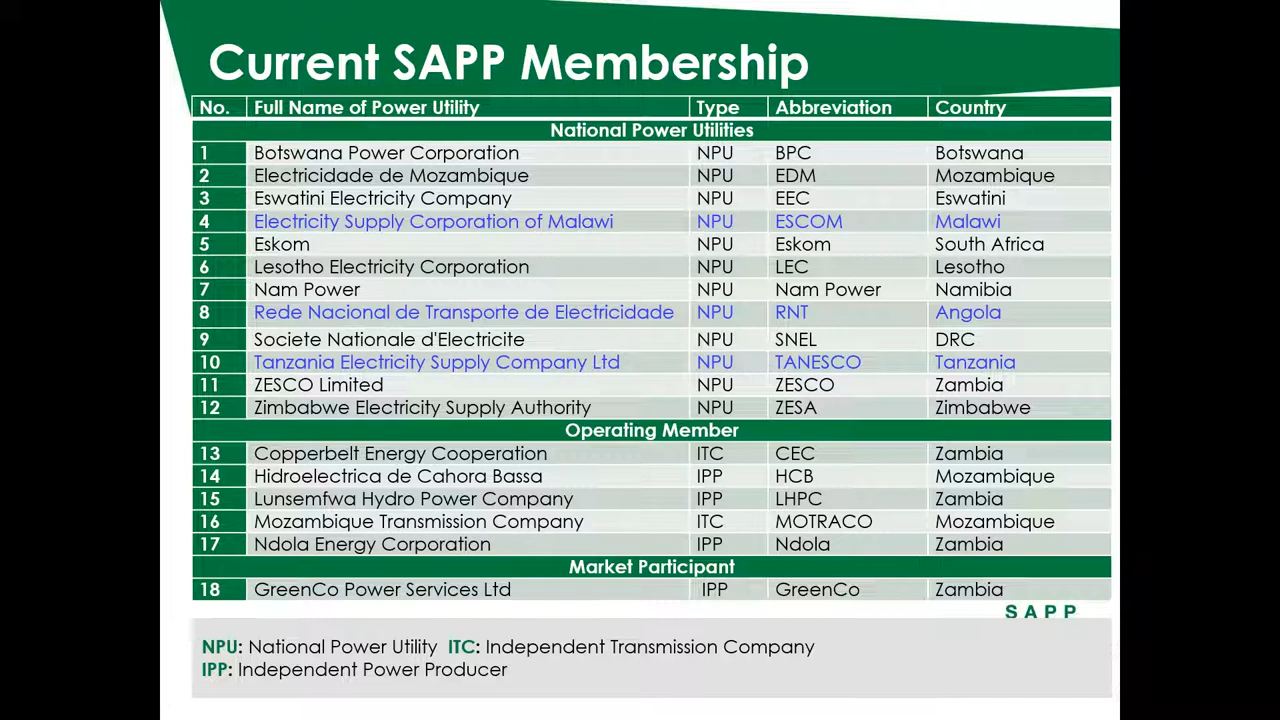 Current SAPP Membership
No. Full Name of Power Utility Type Abbreviation Country
National Power Utilities
1 Botswana Power Corporation NPU BPC Botswana
2 Electricidade de Mozambique NPU EDM Mozambique
3 Eswatini Electricity Company NPU EEC Eswatini
4 Electricity Supply Corporation of Malawi NPU ESCOM Malawi
5 Eskom NPU Eskom South Africa
6 Lesotho Electricity Corporation NPU LEC Lesotho
7 Nam Power NPU Nam Power Namibia
8 Rede Nacional de Transporte de Electricidade NPU RNT Angola
9 Societe Nationale d'Electricite NPU SNEL DRC
10 Tanzania Electricity Supply Company Ltd NPU TANESCO Tanzania
11 ZESCO Limited NPU ZESCO Zambia
12 Zimbabwe Electricity Supply Authority NPU ZESA Zimbabwe
Operating Member
13 Copperbelt Energy Cooperation ITC CEC Zambia
14 Hidroelectrica de Cahora Bassa IPP HCB Mozambique
15 Lunsemfwa Hydro Power Company IPP LHPC Zambia
16 Mozambique Transmission Company ITC MOTRACO Mozambique
17 Ndola Energy Corporation IPP Ndola Zambia
Market Participant
18 GreenCo Power Services Ltd IPP GreenCo Zambia
SAPP
NPU: National Power Utility ITC: Independent Transmission Company
IPP: Independent Power Producer